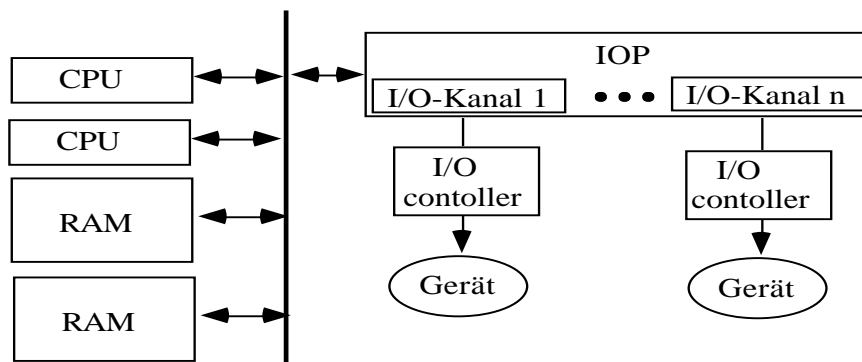 CPU
CPU
RAM
RAM
IOP
I/O-Kanal 1
I/O-Kanal n
I/O
contoller
Gerät
I/O
contoller
Gerät